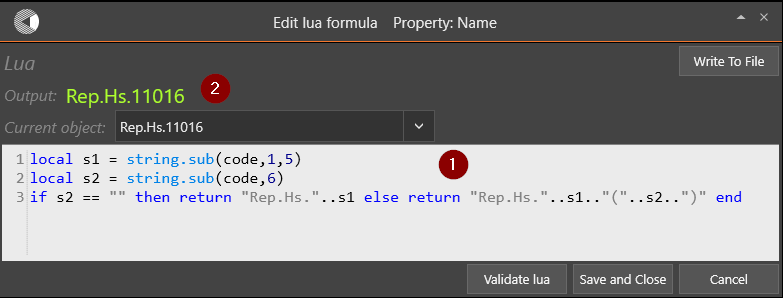 Edit lua formula Property: Name
Lua
Write To File
Output: Rep.Hs.11016 2
Current object: Rep.Hs.11016
1
1 local s1 = string.sub(code,1,5)
2 local s2 = string.sub(code,6)
3 if s2 == "" then return "Rep.Hs."..s1 else return "Rep.Hs."..s1.."("..s2..")" end
Validate lua Save and Close Cancel